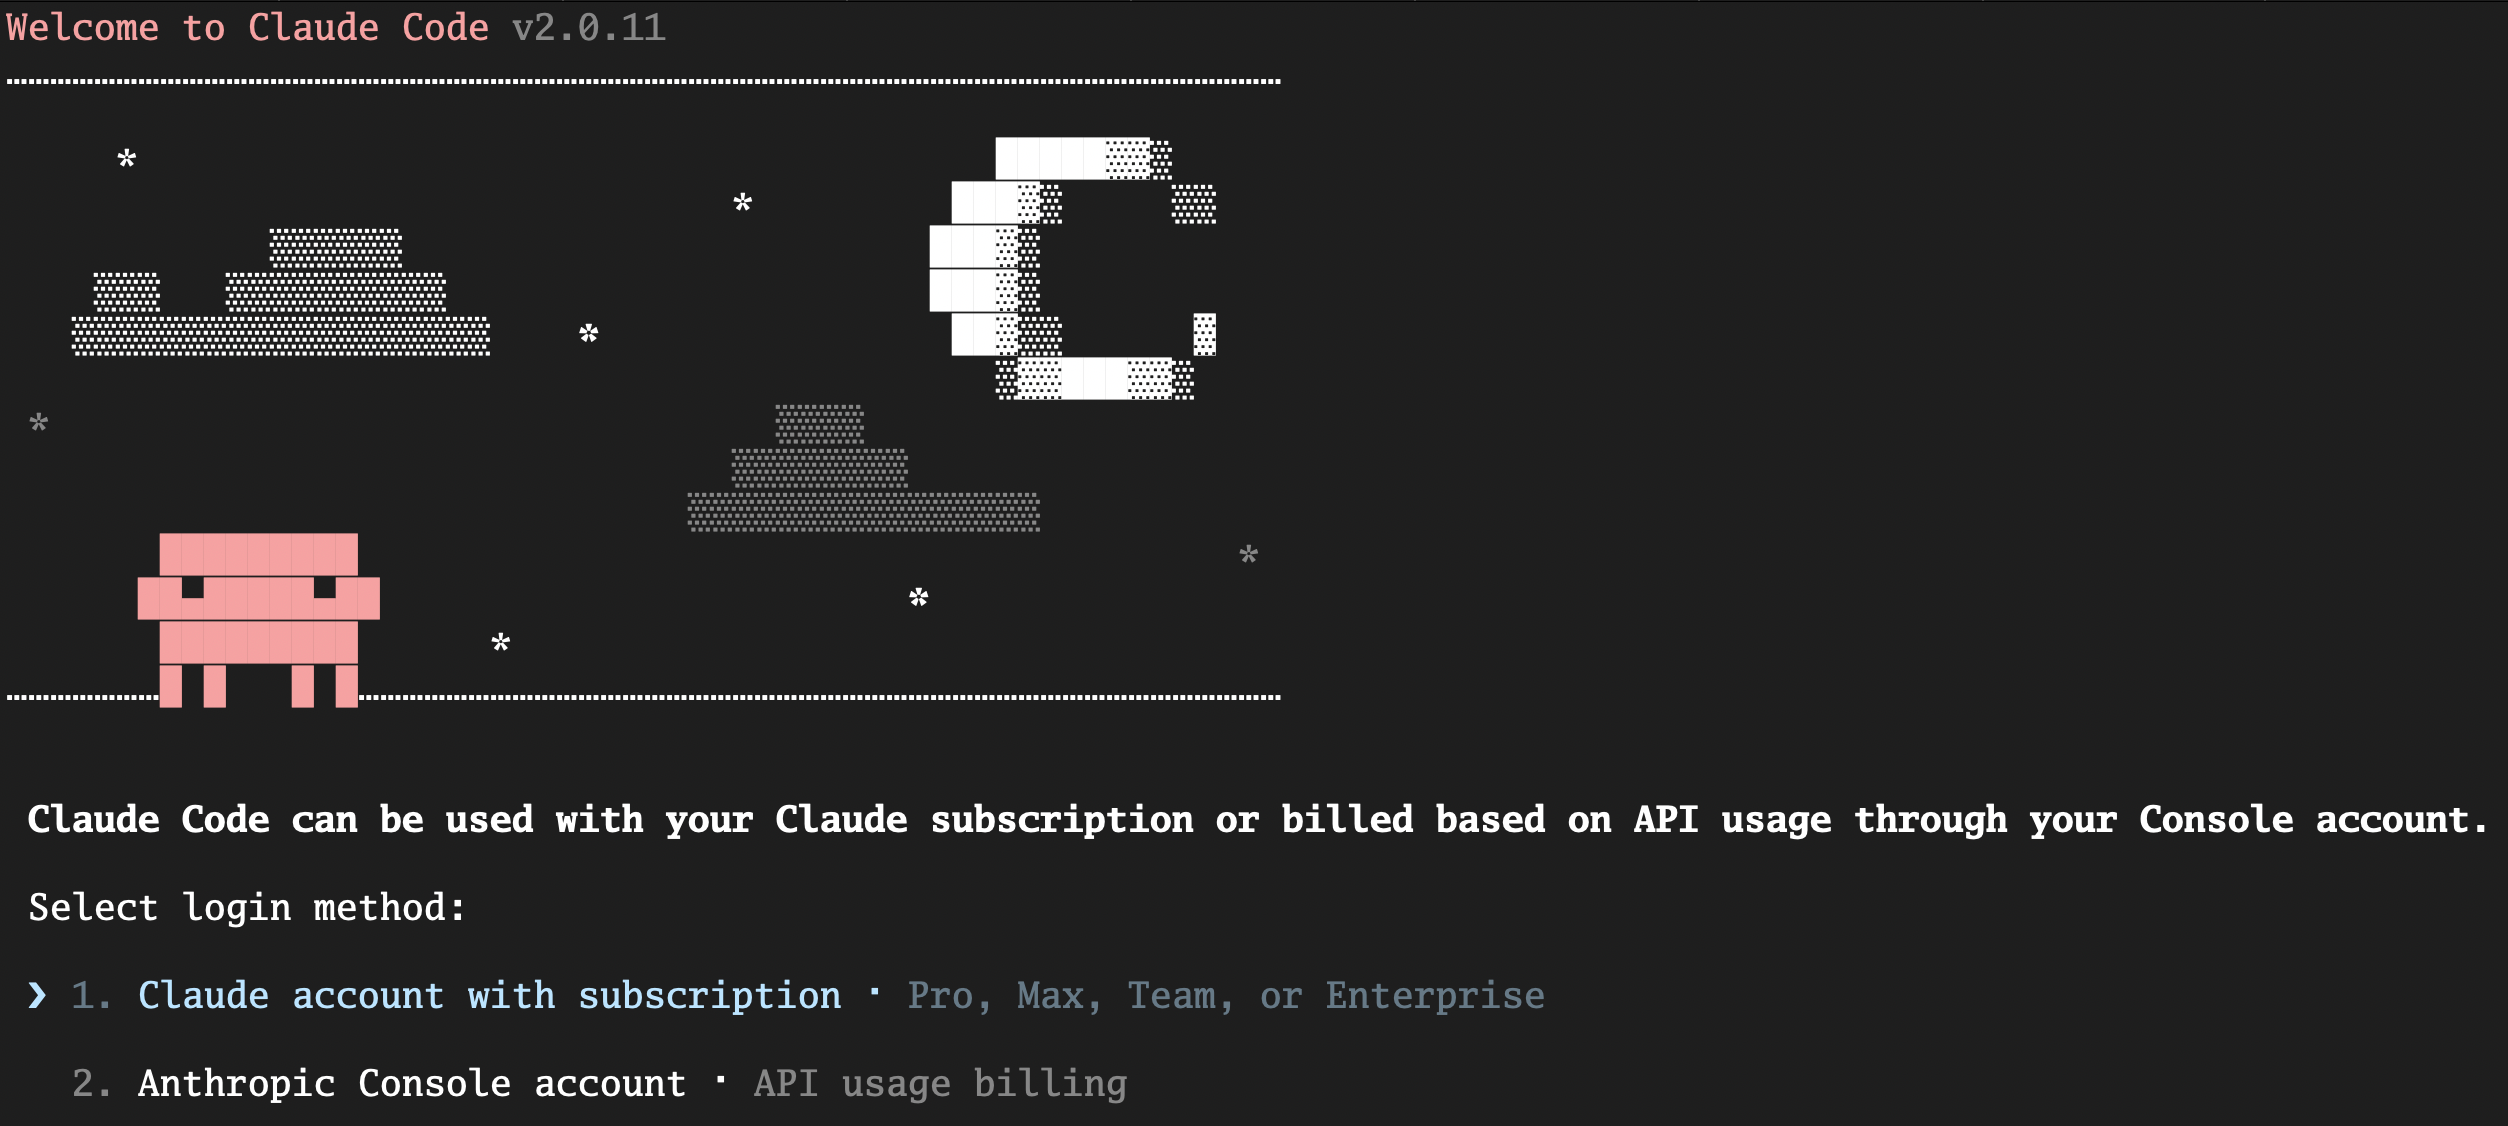 Welcome to Claude Code v2.0.11
Claude Code can be used with your Claude subscription or billed based on API usage through your Console account.
Select login method:
❯ 1. Claude account with subscription · Pro, Max, Team, or Enterprise
2. Anthropic Console account · API usage billing